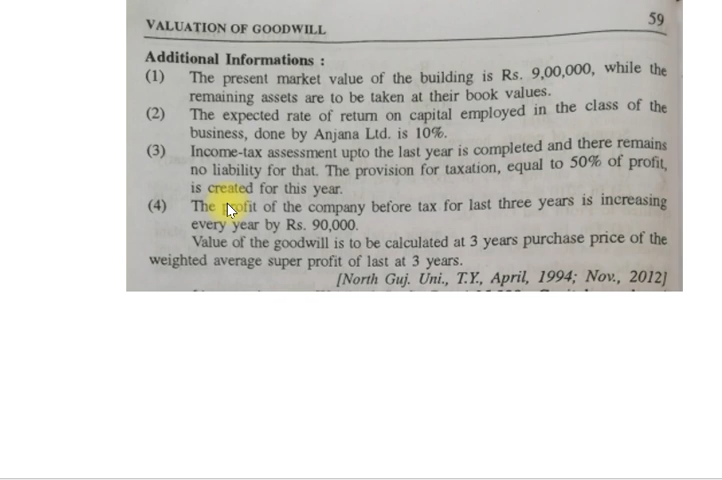 VALUATION OF GOODWILL
59
Additional Informations :
(1) The present market value of the building is Rs. 9,00,000, while the
remaining assets are to be taken at their book values.
(2) The expected rate of return on capital employed in the class of the
business, done by Anjana Ltd. is 10%.
(3) Income-tax assessment upto the last year is completed and there remains
no liability for that. The provision for taxation, equal to 50% of profit,
is created for this year.
(4) The profit of the company before tax for last three years is increasing
every year by Rs. 90,000.
Value of the goodwill is to be calculated at 3 years purchase price of the
weighted average super profit of last at 3 years.
[North Guj. Uni., T.Y., April, 1994; Nov., 2012]